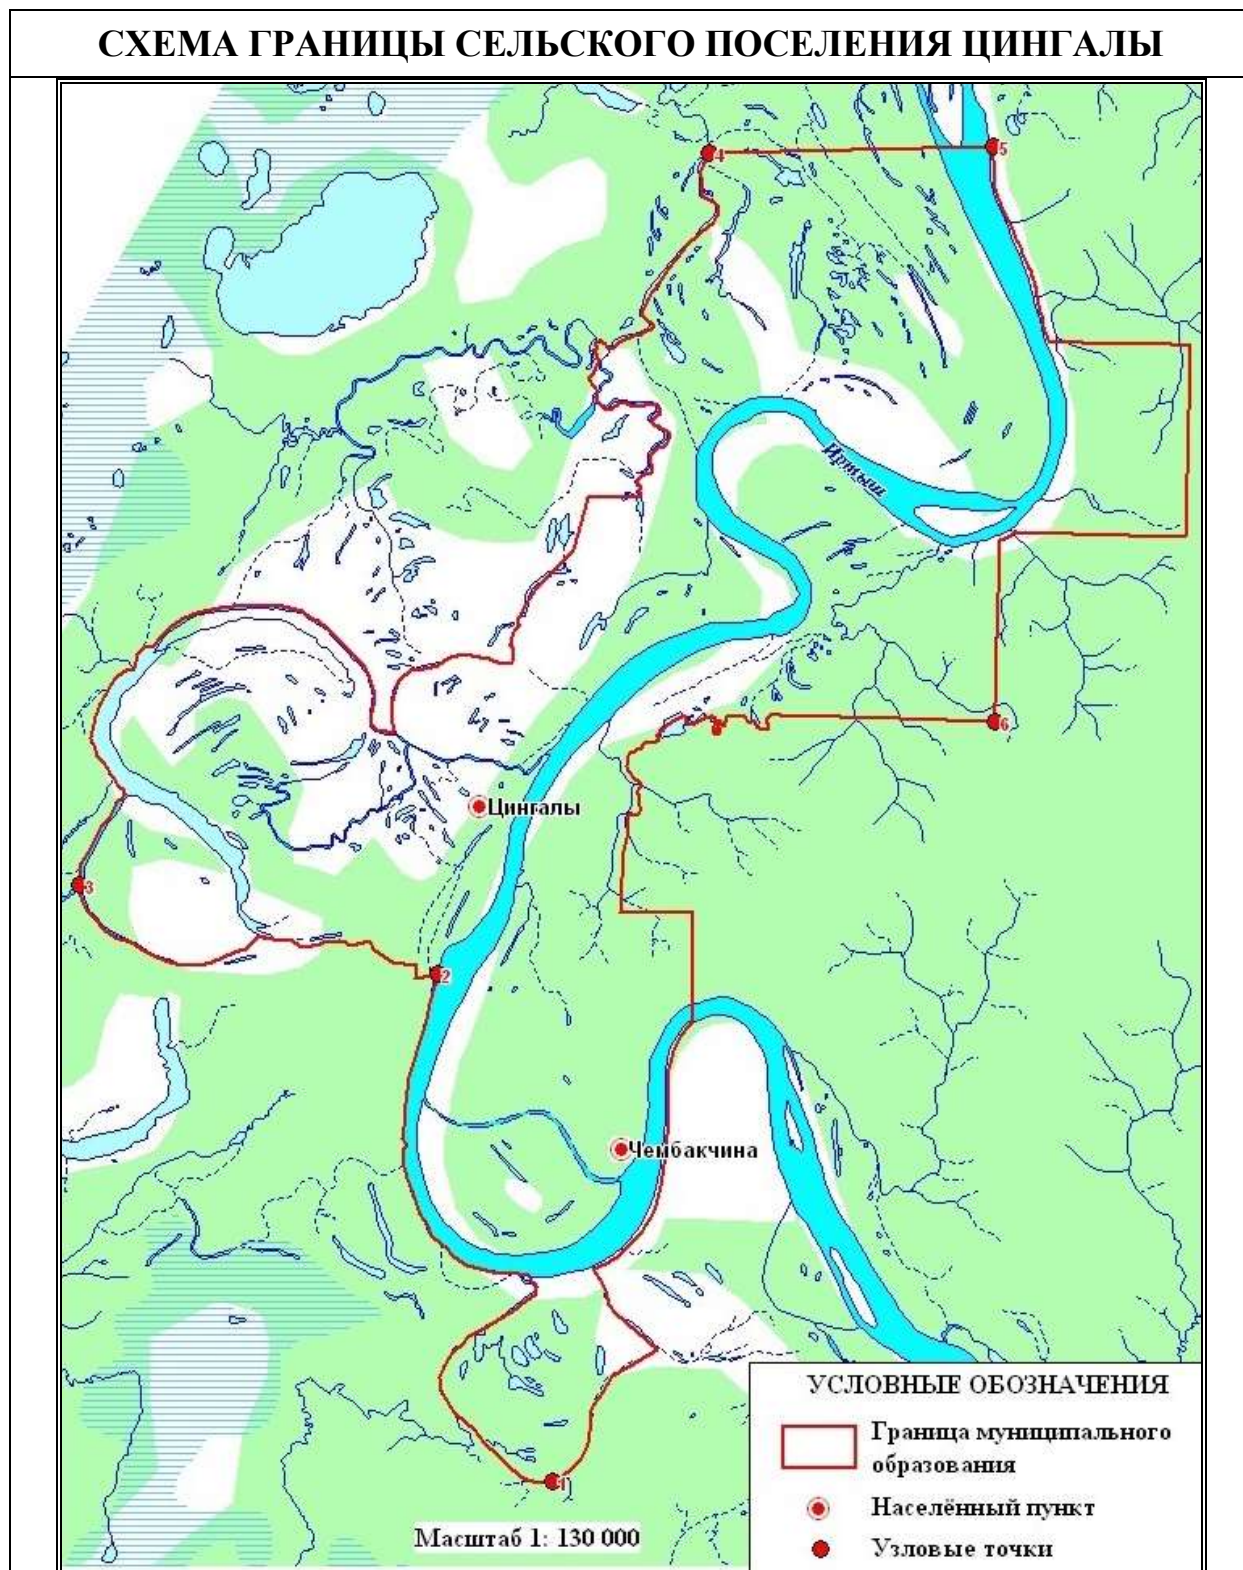 СХЕМА ГРАНИЦЫ СЕЛЬСКОГО ПОСЕЛЕНИЯ ЦИНГАЛЫ
4
5
Иртыш
6
Цингалы
3
2
Чембакчина
1
УСЛОВНЫЕ ОБОЗНАЧЕНИЯ
Граница муниципального
образования
Населённый пункт
Узловые точки
Масштаб 1: 130 000